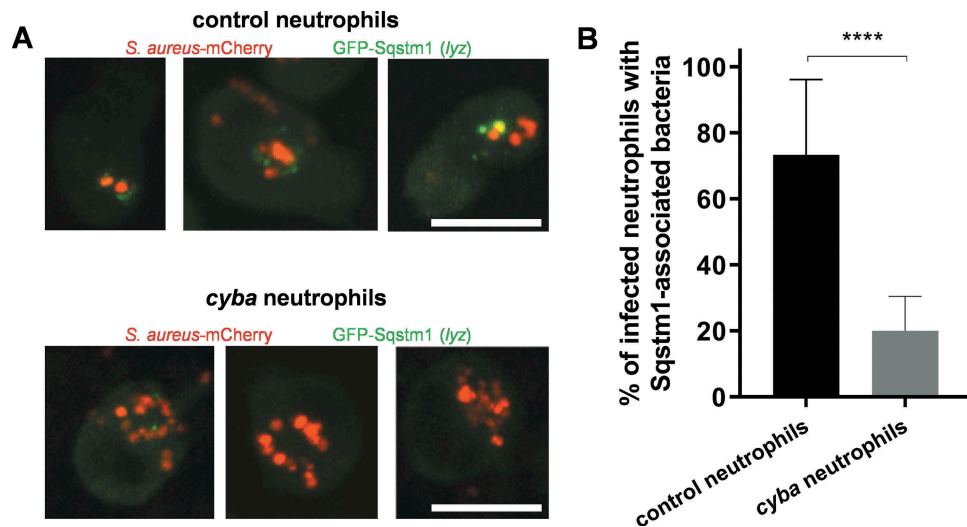 A
control neutrophils
S. aureus-mCherry GFP-Sqstm1 (lyz)
cyba neutrophils
S. aureus-mCherry GFP-Sqstm1 (lyz)
B
% of infected neutrophils with
Sqstm1-associated bacteria
100
80
60
40
20
0
****
control neutrophils
cyba neutrophils